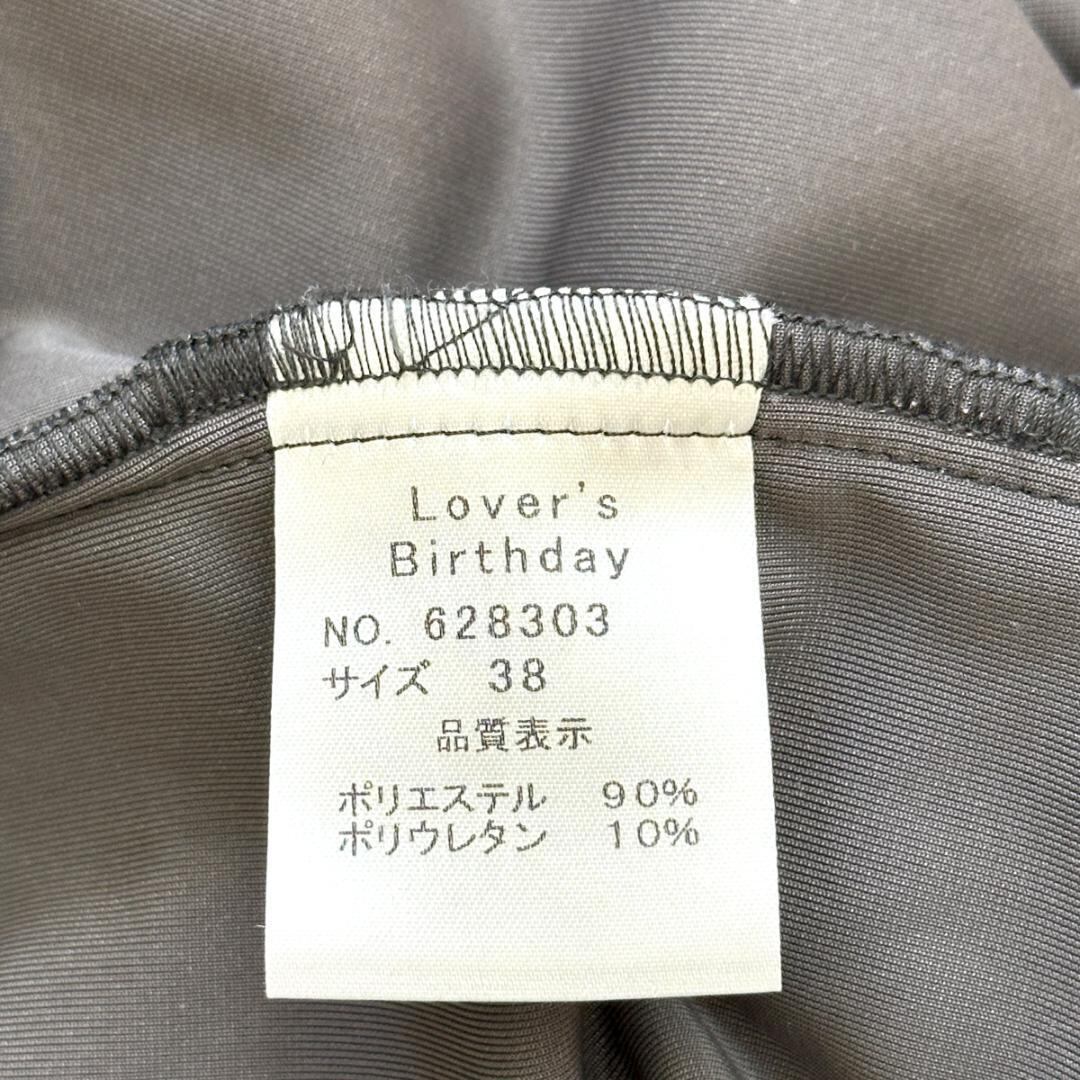 Lover's
Birthday
NO. 628303
サイズ 38
品質表示
ポリエステル 90%
ポリウレタン 10%